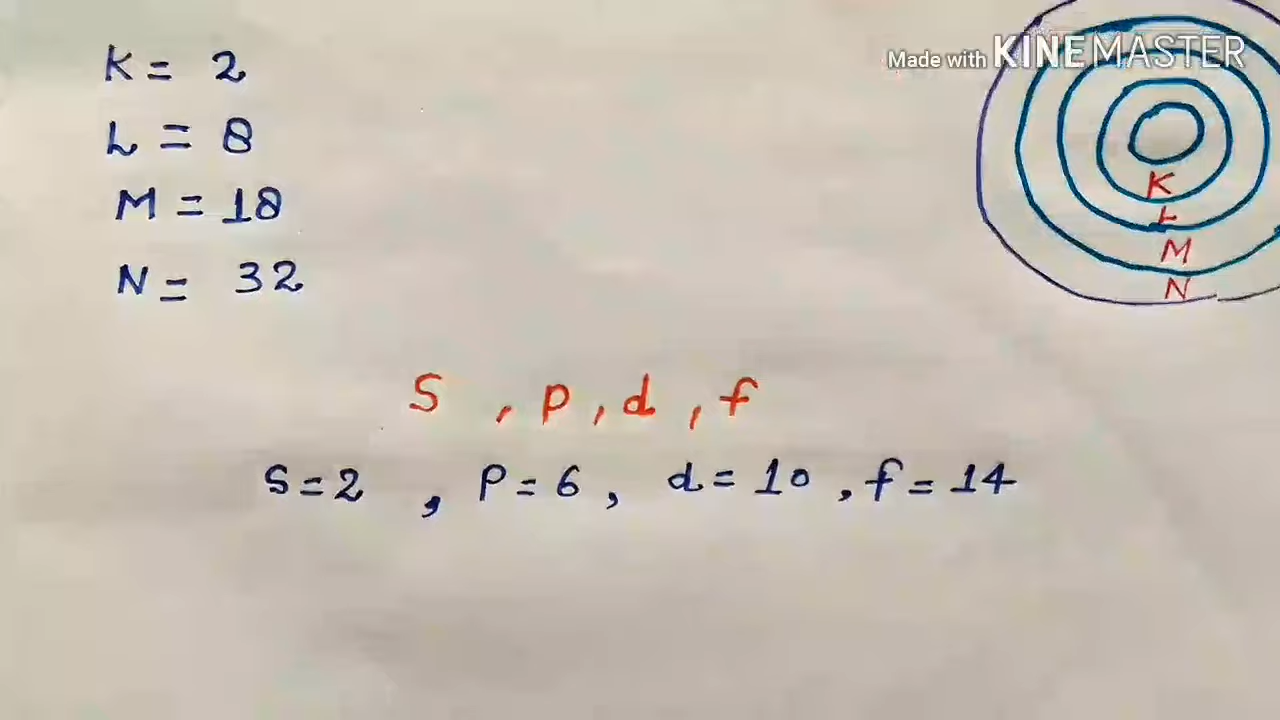 K = 2
L = 8
M = 18
N = 32
Made with KINEMASTER
K
L
M
N
S , P , d , f
S = 2 , P = 6 , d = 10 , f = 14